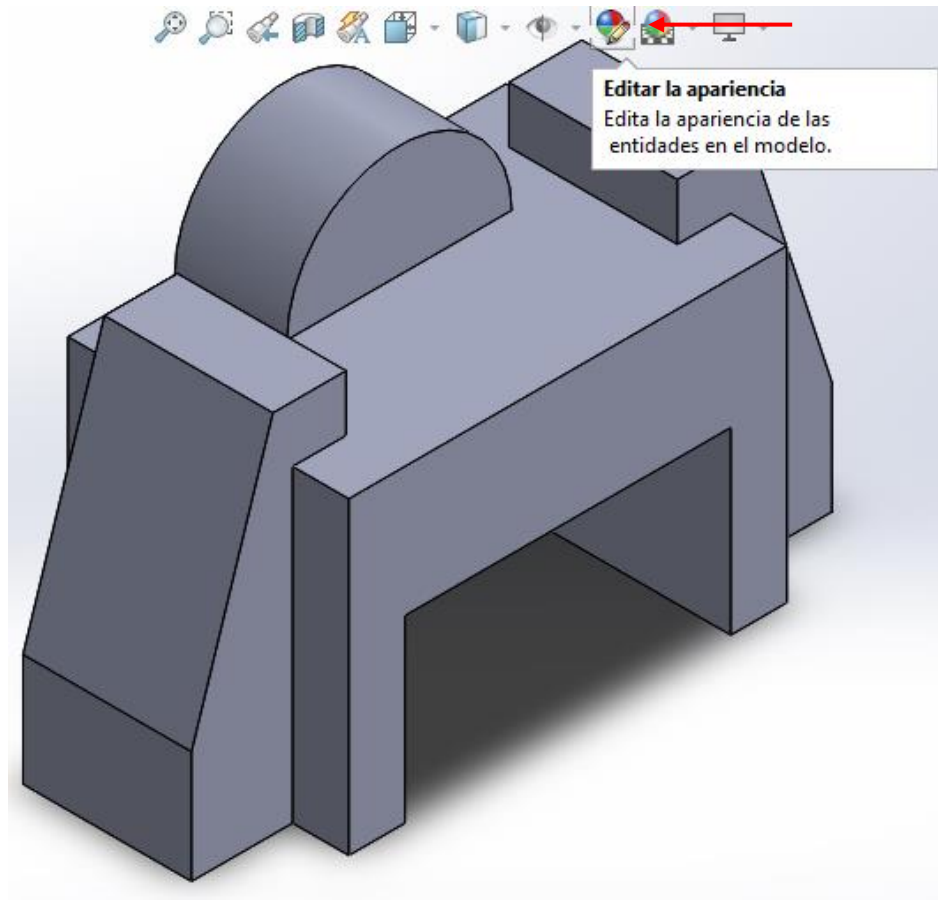 Editar la apariencia
Edita la apariencia de las
entidades en el modelo.